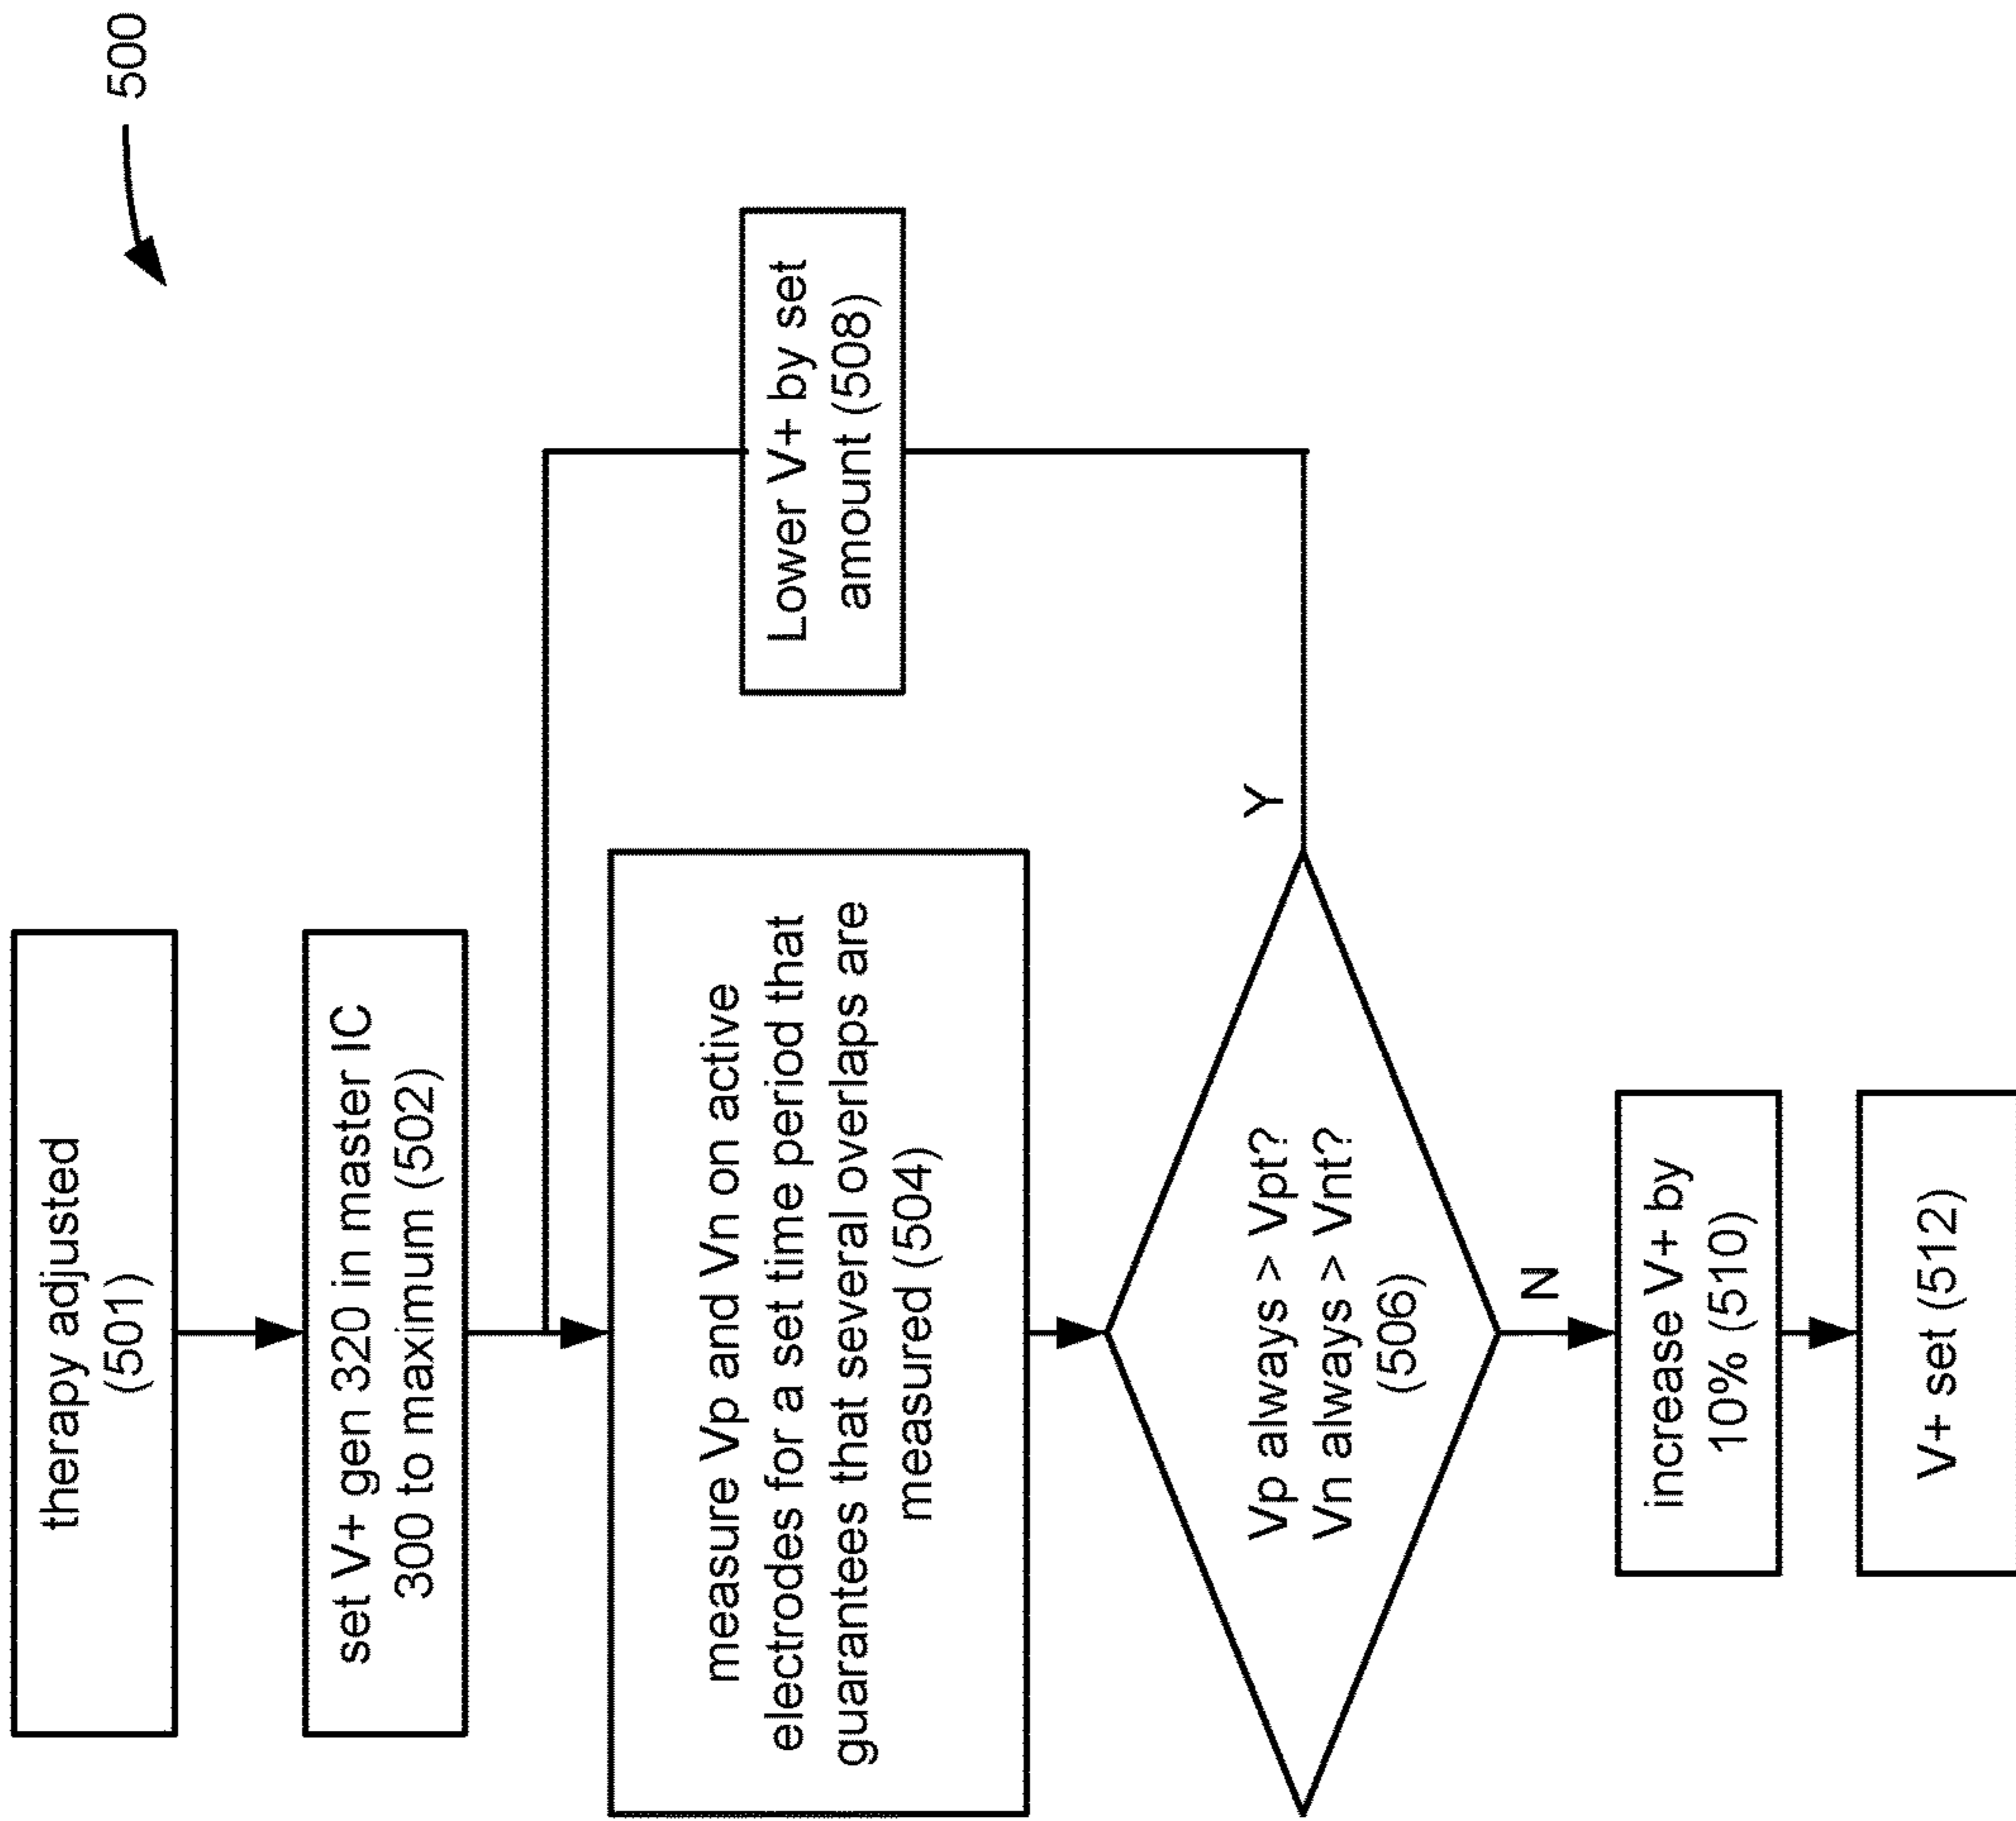 500
therapy adjusted
(501)
set V+ gen 320 in master IC
300 to maximum (502)
measure Vp and Vn on active
electrodes for a set time period that
guarantees that several overlaps are
measured (504)
Lower V+ by set
amount (508)
Vp always > Vpt?
Vn always > Vnt?
(506)
Y
N
increase V+ by
10% (510)
V+ set (512)